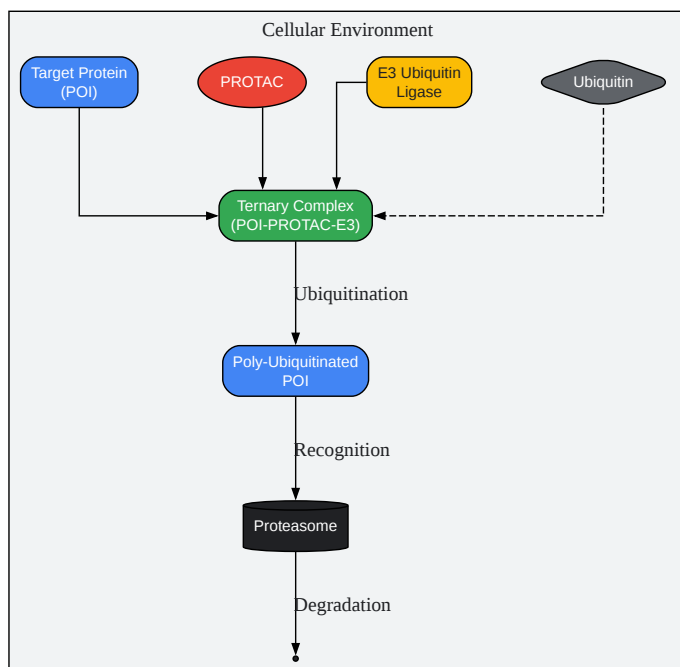 Cellular Environment
Target Protein
(POI)
PROTAC
E3 Ubiquitin
Ligase
Ubiquitin
Ternary Complex
(POI-PROTAC-E3)
Ubiquitination
Poly-Ubiquitinated
POI
Recognition
Proteasome
Degradation